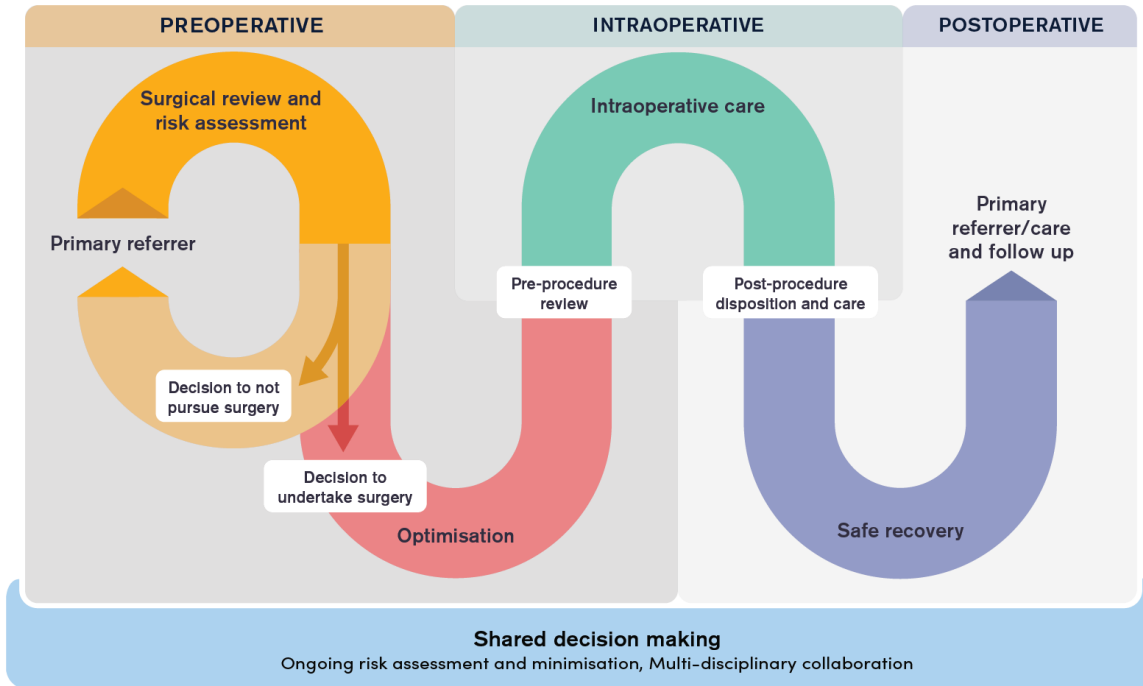 PREOPERATIVE
INTRAOPERATIVE
POSTOPERATIVE
Surgical review and
risk assessment
Primary referrer
Decision to not
pursue surgery
Decision to
undertake surgery
Optimisation
Pre-procedure
review
Intraoperative care
Post-procedure
disposition and care
Safe recovery
Primary
referrer/care
and follow up
Shared decision making
Ongoing risk assessment and minimisation, Multi-disciplinary collaboration